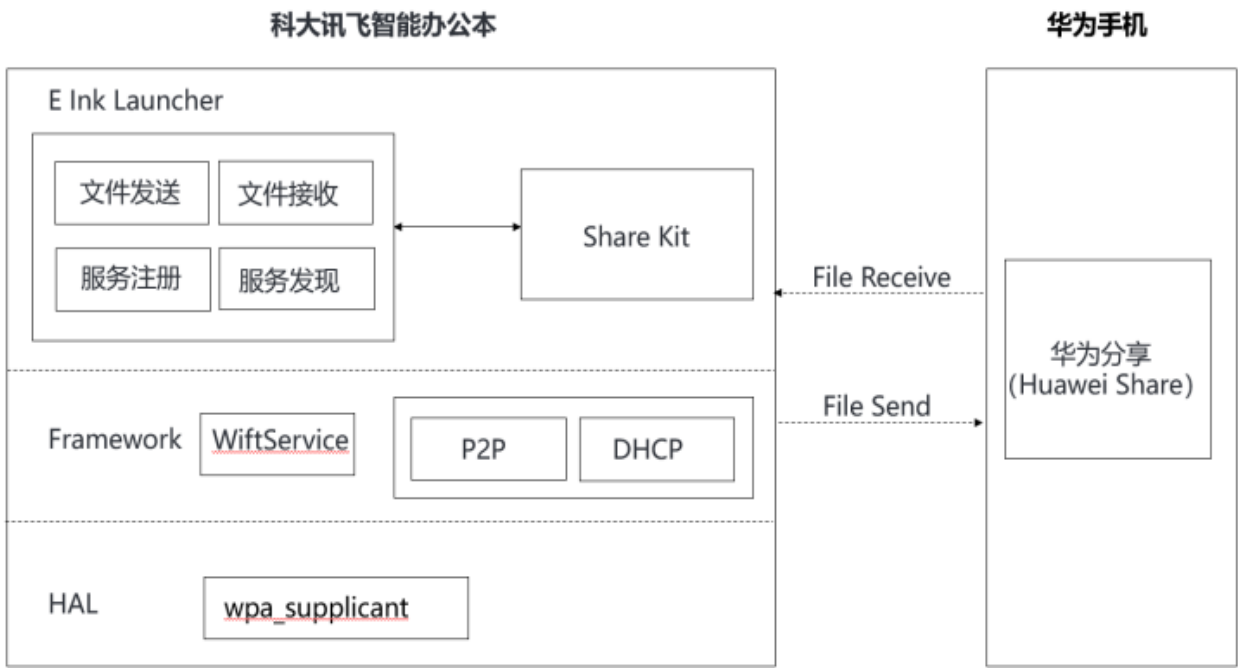 科大讯飞智能办公本
华为手机
E Ink Launcher
文件发送
文件接收
服务注册
服务发现
Share Kit
File Receive
华为分享
(Huawei Share)
File Send
Framework
WiftService
P2P
DHCP
HAL
wpa_supplicant